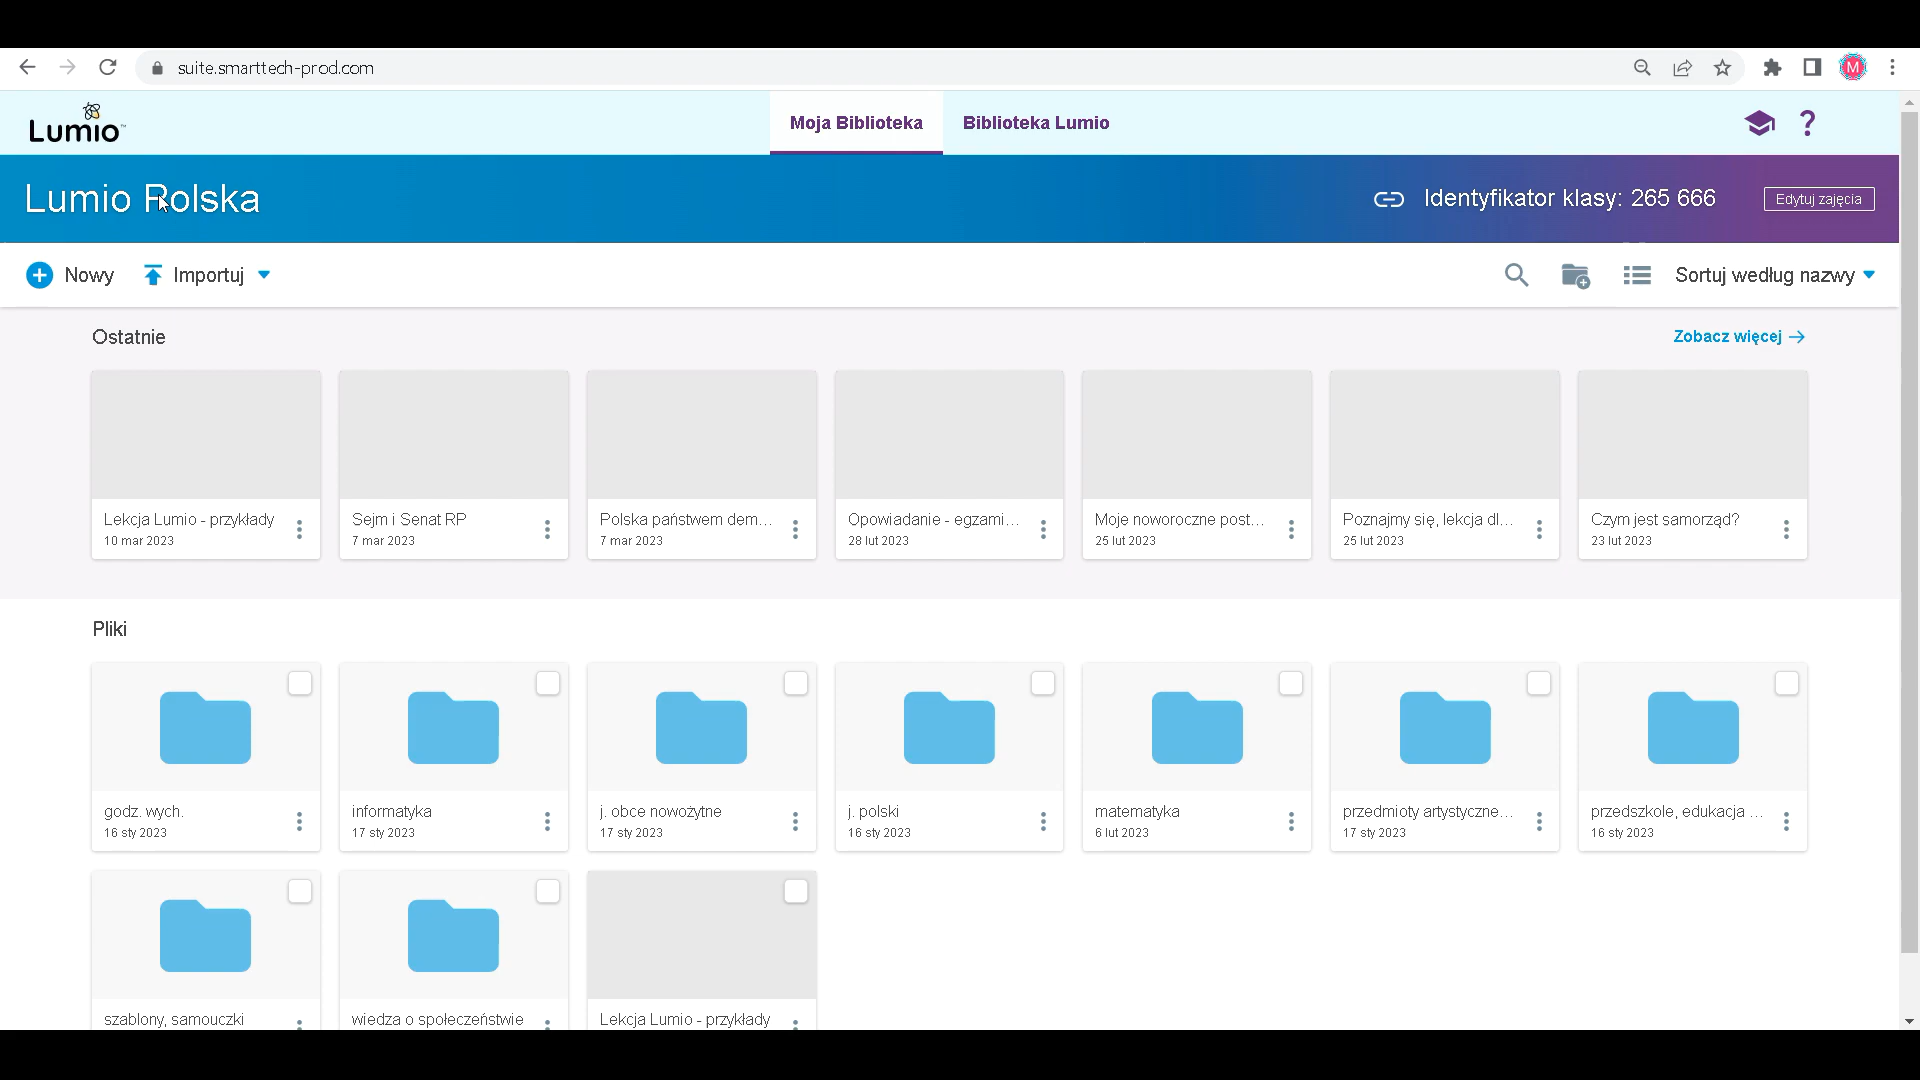 suite.smarttech-prod.com
M
Lumio
Moja Biblioteka
Biblioteka Lumio
?
Lumio Polska
Identyfikator klasy: 265 666
Edytuj zajęcia
Nowy
Importuj
Sortuj według nazwy
Ostatnie
Zobacz więcej
Lekcja Lumio - przykłady
10 mar 2023
Sejm i Senat RP
7 mar 2023
Polska państwem dem...
7 mar 2023
Opowiadanie - egzami...
28 lut 2023
Moje noworoczne post...
25 lut 2023
Poznajmy się, lekcja dl...
25 lut 2023
Czym jest samorząd?
23 lut 2023
Pliki
godz. wych.
16 sty 2023
informatyka
17 sty 2023
j. obce nowożytne
17 sty 2023
j. polski
16 sty 2023
matematyka
6 lut 2023
przedmioty artystyczne...
17 sty 2023
przedszkole, edukacja ...
16 sty 2023
szablony, samouczki
wiedza o społeczeństwie
Lekcja Lumio - przykłady